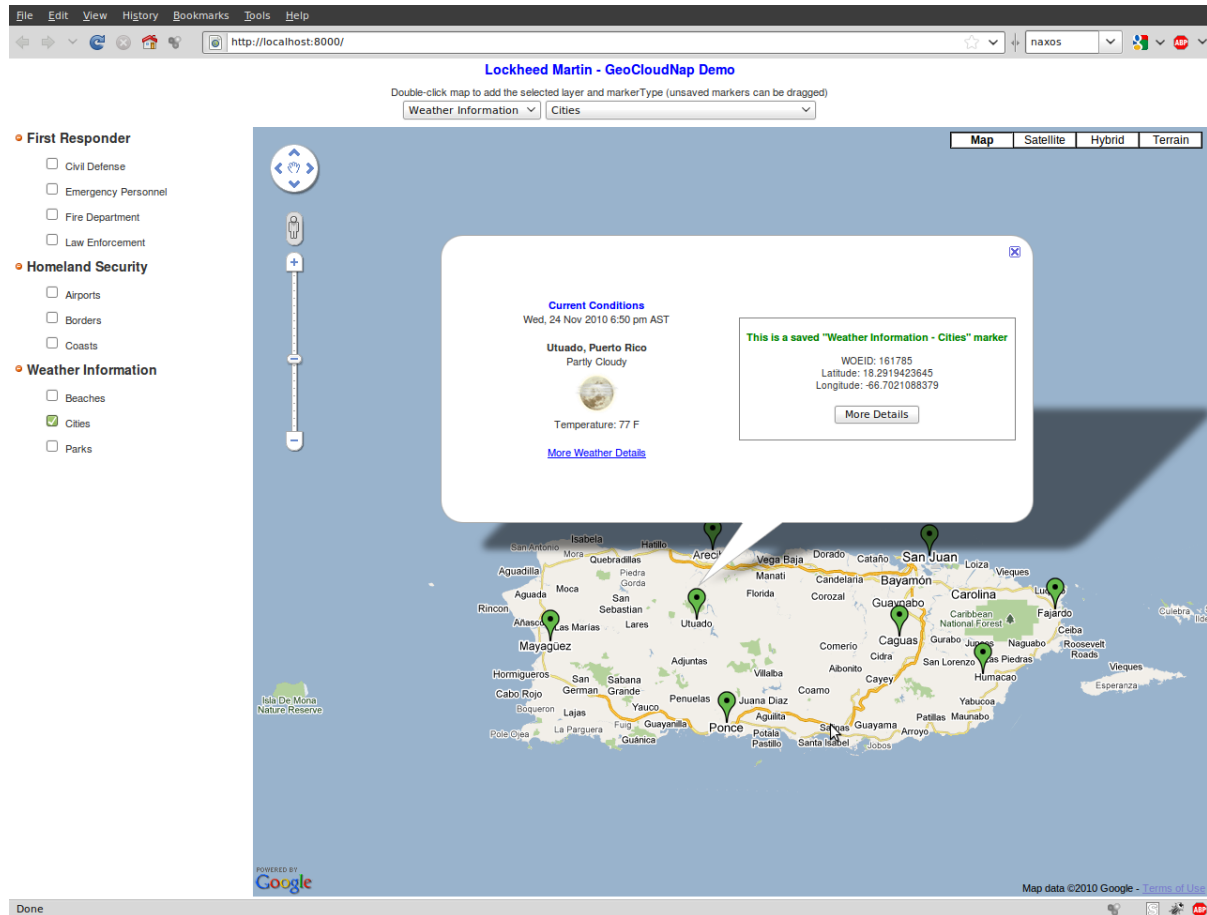 File Edit View History Bookmarks Tools Help
http://localhost:8000/
naxos
ABP
Lockheed Martin - GeoCloudNap Demo
Double-click map to add the selected layer and markerType (unsaved markers can be dragged)
Weather Information
Cities
First Responder
Civil Defense
Emergency Personnel
Fire Department
Law Enforcement
Homeland Security
Airports
Borders
Coasts
Weather Information
Beaches
Cities
Parks
Map Satellite Hybrid Terrain
Current Conditions
Wed, 24 Nov 2010 6:50 pm AST
Utuado, Puerto Rico
Partly Cloudy
Temperature: 77 F
More Weather Details
This is a saved "Weather Information - Cities" marker
WOEID: 161785
Latitude: 18.2919423645
Longitude: -66.7021088379
More Details
Isabela
San Antonio
Mora
Hatillo
Quebradillas
Vega Baja
Dorado
Cataño
San Juan
Loiza
Vieques
Aguadilla
Piedra
Gorda
Manati
Candelaria
Bayamón
Aguada
Moca
San
Sebastian
Florida
Corozal
Guaynabo
Carolina
Rincon
Caribbean
National Forest
Fajardo
Culebra
Las Marias
Lares
Utuado
Ceiba
Mayagüez
Comerio
Caguas
Gurabo
Naguabo
Roosevelt
Roads
Adjuntas
Cidra
San Lorenzo
Las Piedras
Vieques
Hormigueros
San
German
Sabana
Grande
Villalba
Aibonito
Cayey
Humacao
Esperanza
Isla De Mona
Nature Reserve
Cabo Rojo
Penuelas
Juana Diaz
Coamo
Yabucoa
Boqueron
Lajas
Yauco
Aguilita
Patillas
Maunabo
Pole Ojea
La Parguera
Fuig
Guayanilla
Ponce
Potala
Pastillo
Guayama
Arroyo
Guánica
Santa Isabel
Jobos
POWERED BY
Google
Map data ©2010 Google - Terms of Use
Done
ABP